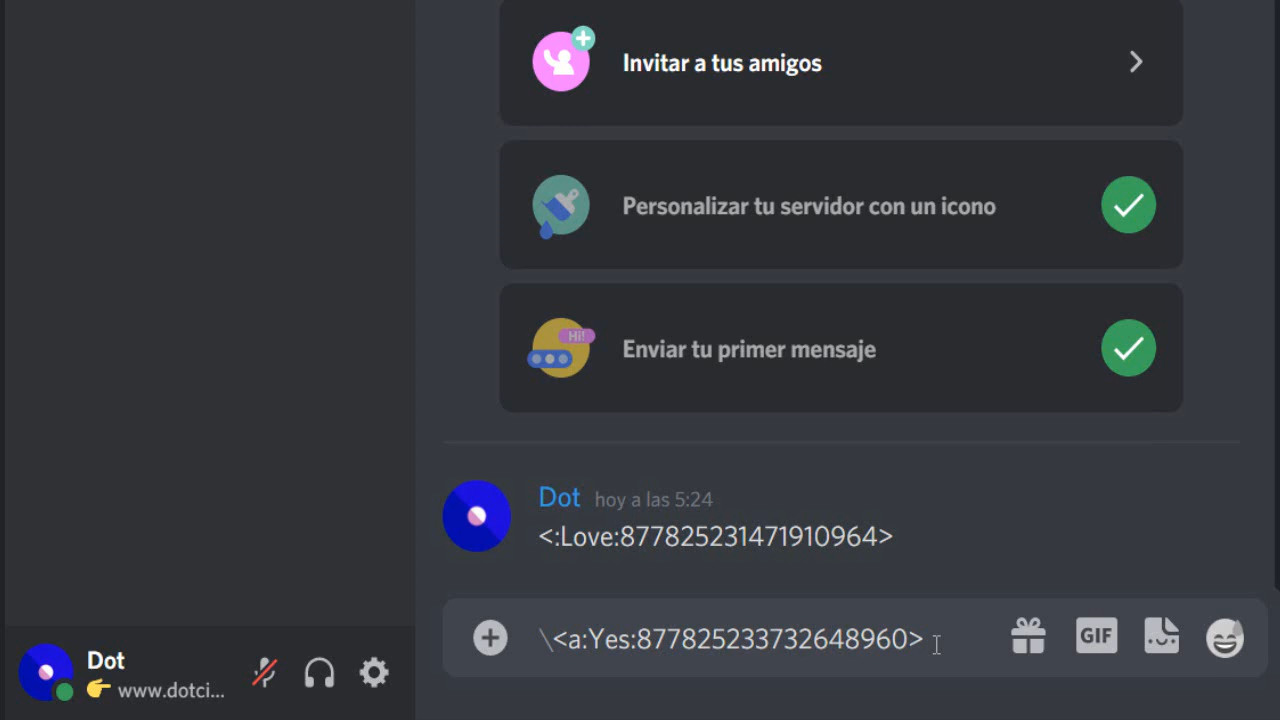 Invitar a tus amigos
Personalizar tu servidor con un icono
Hi!
Enviar tu primer mensaje
Dot hoy a las 5:24
<:Love:877825231471910964>
\<a:Yes:877825233732648960>
GIF
Dot
👉 www.dotci...